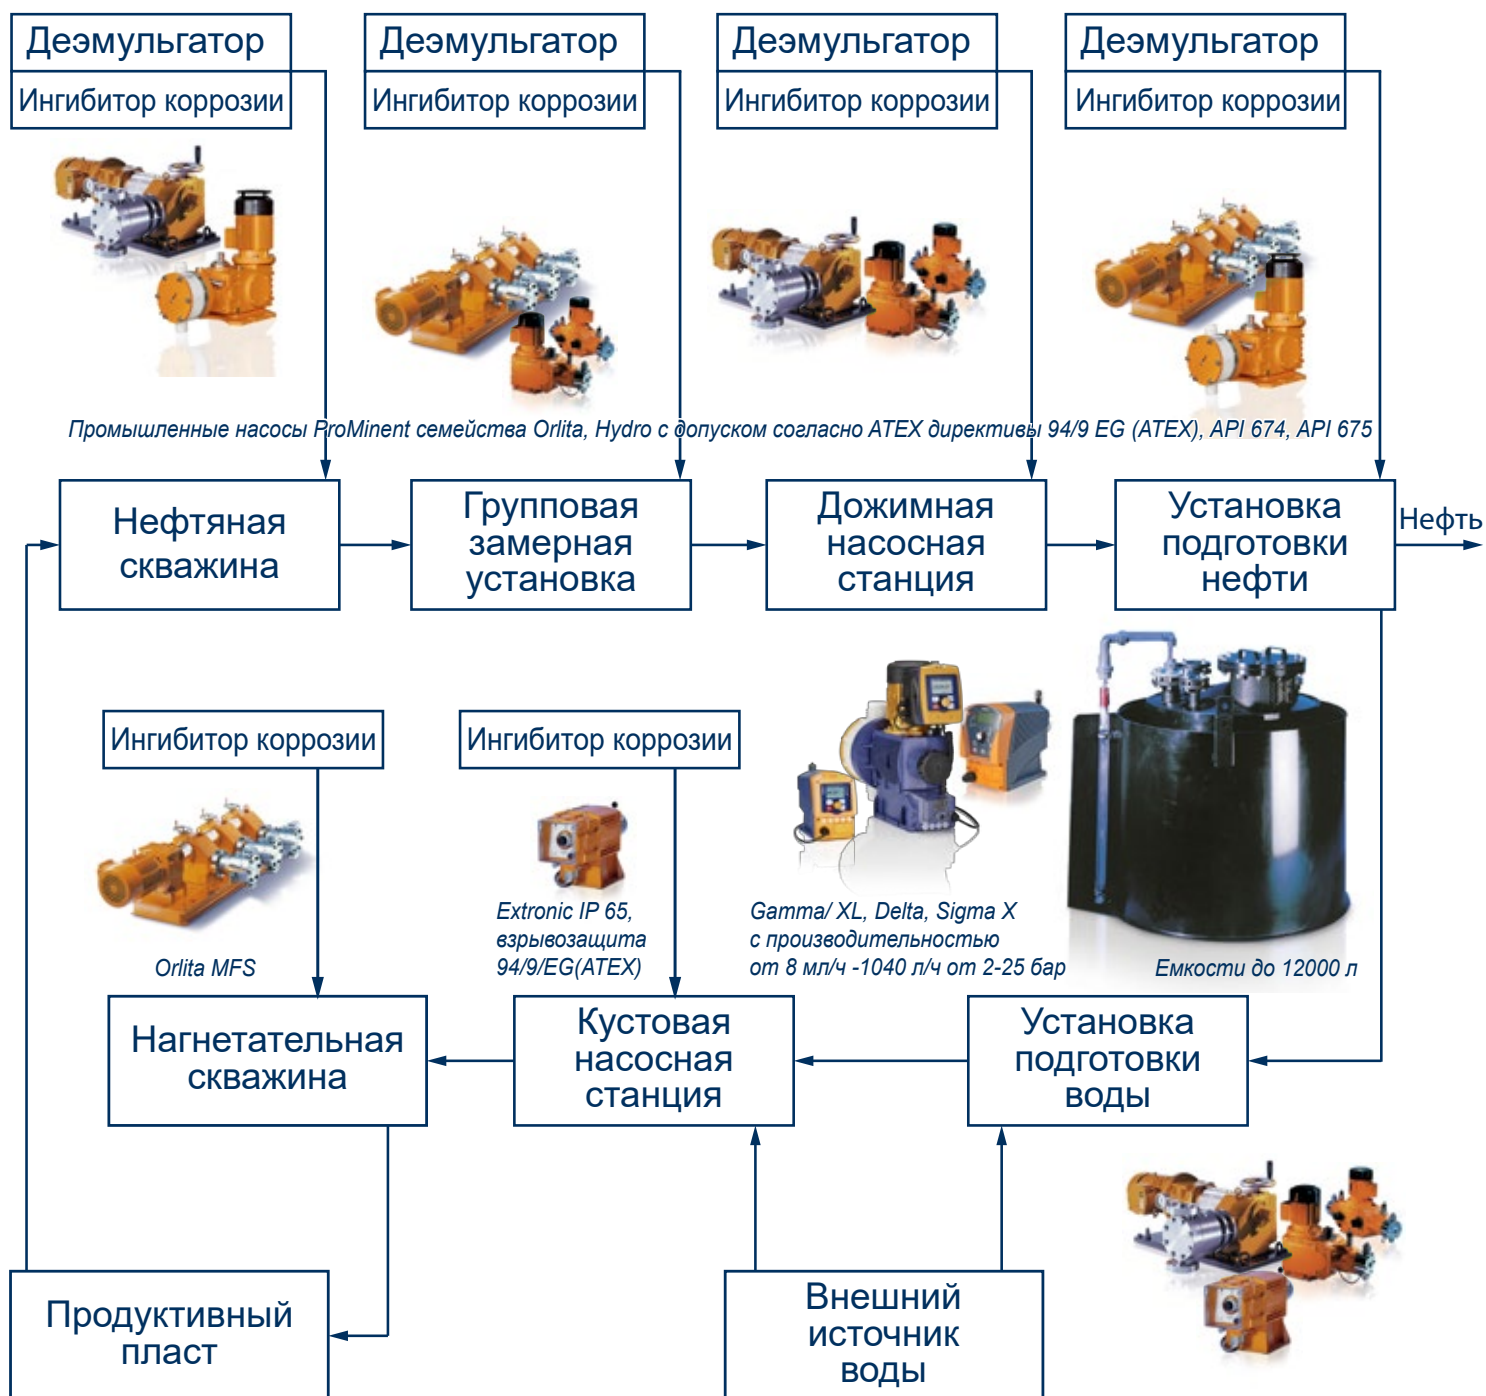 Деэмульгатор
Ингибитор коррозии
Деэмульгатор
Ингибитор коррозии
Деэмульгатор
Ингибитор коррозии
Деэмульгатор
Ингибитор коррозии
Промышленные насосы ProMinent семейства Orlita, Hydro с допуском согласно ATEX директивы 94/9 EG (ATEX), API 674, API 675
Нефтяная
скважина
Групповая
замерная
установка
Дожимная
насосная
станция
Установка
подготовки
нефти
Нефть
Ингибитор коррозии
Ингибитор коррозии
Orlita MFS
Extronic IP 65,
взрывозащита
94/9/EG(ATEX)
Gamma/ XL, Delta, Sigma X
с производительностью
от 8 мл/ч -1040 л/ч от 2-25 бар
Емкости до 12000 л
Нагнетательная
скважина
Кустовая
насосная
станция
Установка
подготовки
воды
Продуктивный
пласт
Внешний
источник
воды